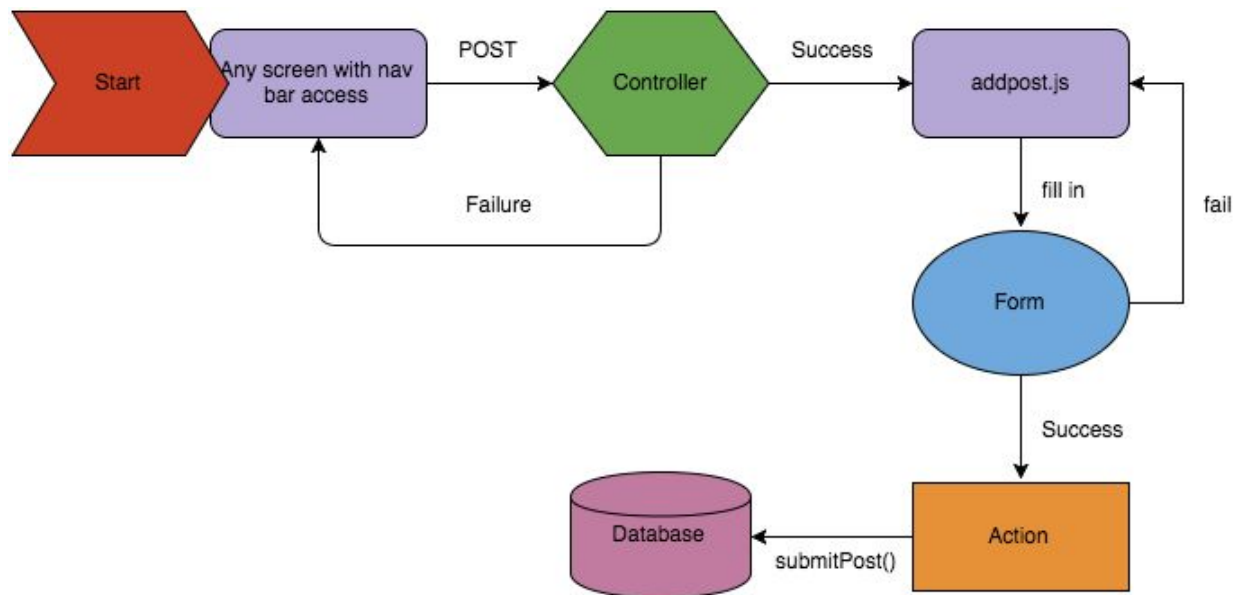 Start
Any screen with nav
bar access
POST
Controller
Success
addpost.js
Failure
fill in
fail
Form
Success
Database
submitPost()
Action